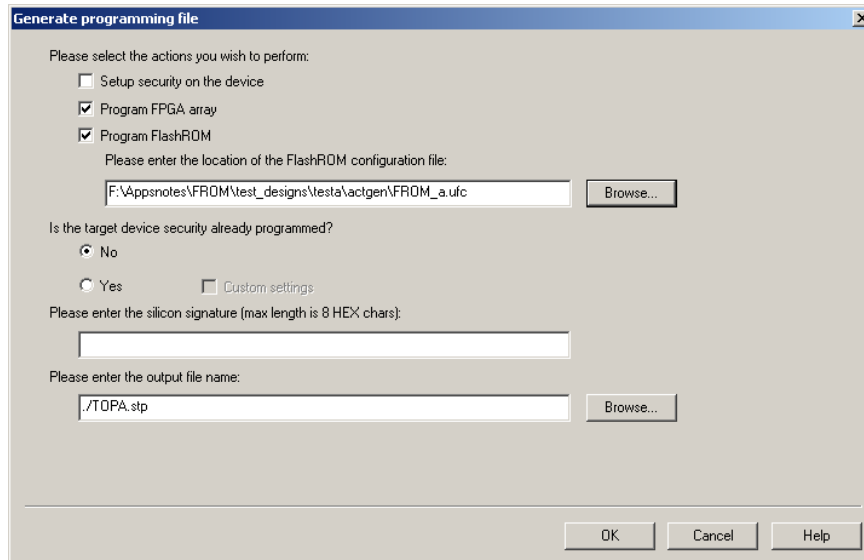 Generate programming file
Please select the actions you wish to perform:
Setup security on the device
Program FPGA array
Program FlashROM
Please enter the location of the FlashROM configuration file:
F:\Appsnotes\FROM\test_designs\testa\actgen\FROM_a.ufc
Browse...
Is the target device security already programmed?
No
Yes
Custom settings
Please enter the silicon signature (max length is 8 HEX chars):
Please enter the output file name:
./TOPA.stp
Browse...
OK
Cancel
Help